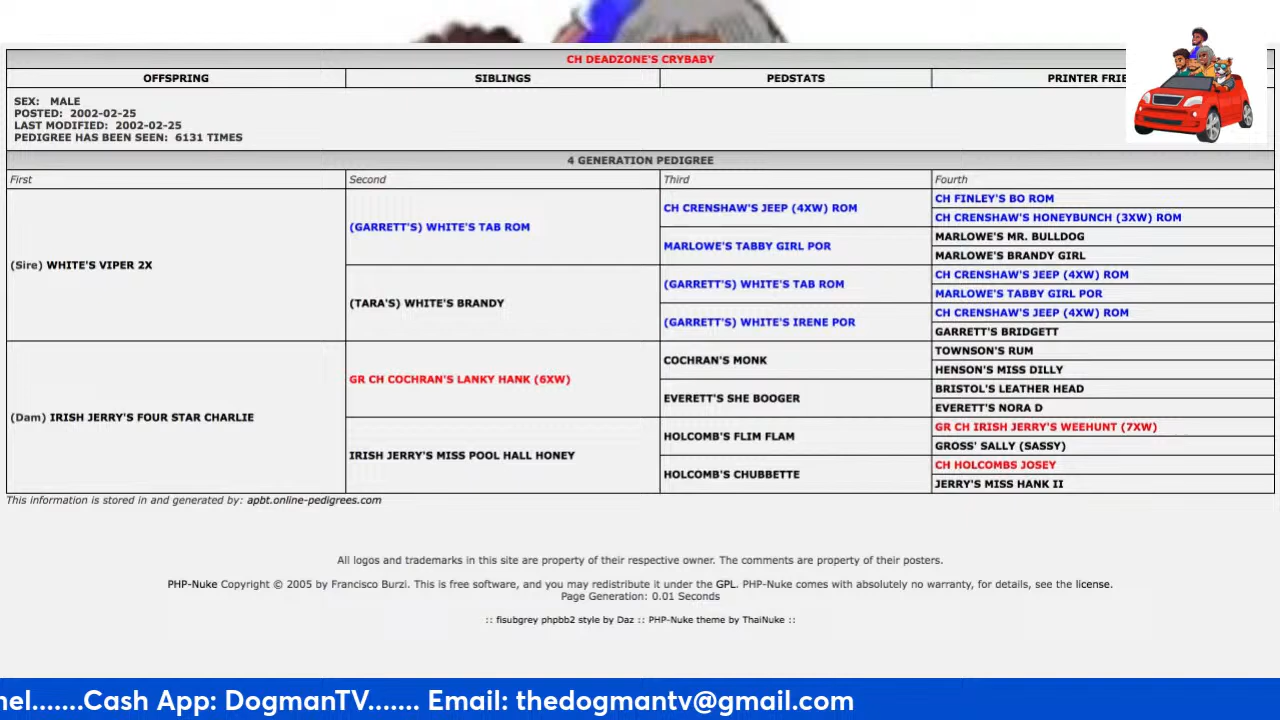 CH DEADZONE'S CRYBABY
OFFSPRING SIBLINGS PEDSTATS PRINTER FRIE
SEX: MALE
POSTED: 2002-02-25
LAST MODIFIED: 2002-02-25
PEDIGREE HAS BEEN SEEN: 6131 TIMES
4 GENERATION PEDIGREE
First Second Third Fourth
(Sire) WHITE'S VIPER 2X
(GARRETT'S) WHITE'S TAB ROM
CH CRENSHAW'S JEEP (4XW) ROM
CH FINLEY'S BO ROM
CH CRENSHAW'S HONEYBUNCH (3XW) ROM
MARLOWE'S TABBY GIRL POR
MARLOWE'S MR. BULLDOG
MARLOWE'S BRANDY GIRL
(TARA'S) WHITE'S BRANDY
(GARRETT'S) WHITE'S TAB ROM
CH CRENSHAW'S JEEP (4XW) ROM
MARLOWE'S TABBY GIRL POR
(GARRETT'S) WHITE'S IRENE POR
CH CRENSHAW'S JEEP (4XW) ROM
GARRETT'S BRIDGETT
(Dam) IRISH JERRY'S FOUR STAR CHARLIE
GR CH COCHRAN'S LANKY HANK (6XW)
COCHRAN'S MONK
TOWNSON'S RUM
HENSON'S MISS DILLY
EVERETT'S SHE BOOGER
BRISTOL'S LEATHER HEAD
EVERETT'S NORA D
IRISH JERRY'S MISS POOL HALL HONEY
HOLCOMB'S FLIM FLAM
GR CH IRISH JERRY'S WEEHUNT (7XW)
GROSS' SALLY (SASSY)
HOLCOMB'S CHUBBETTE
CH HOLCOMBS JOSEY
JERRY'S MISS HANK II
This information is stored in and generated by: apbt.online-pedigrees.com
All logos and trademarks in this site are property of their respective owner. The comments are property of their posters.
PHP-Nuke Copyright © 2005 by Francisco Burzi. This is free software, and you may redistribute it under the GPL. PHP-Nuke comes with absolutely no warranty, for details, see the license.
Page Generation: 0.01 Seconds
:: fisubgrey phpbb2 style by Daz :: PHP-Nuke theme by ThaiNuke ::
nel.......Cash App: DogmanTV....... Email: thedogmantv@gmail.com